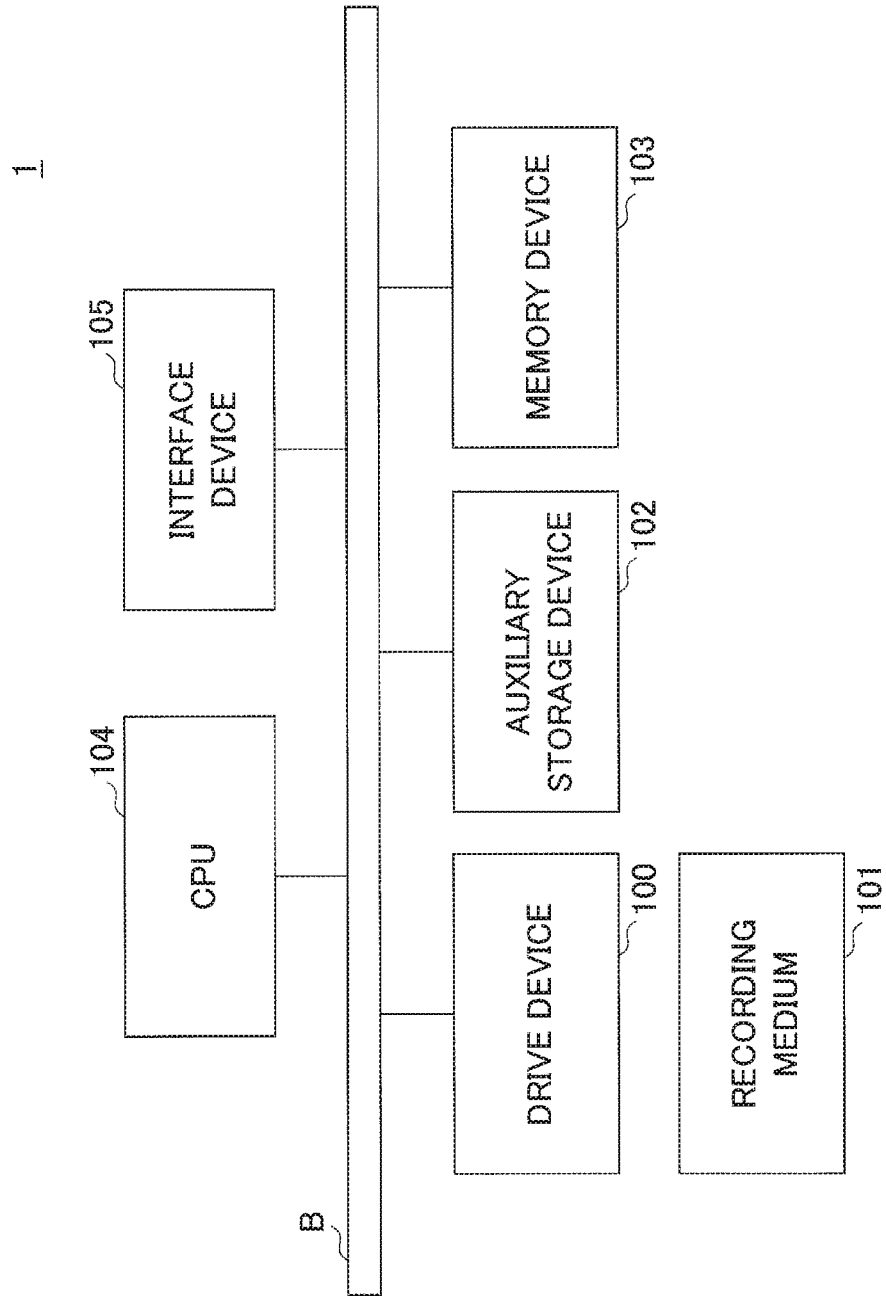 1
104
CPU
105
INTERFACE
DEVICE
B
DRIVE DEVICE
100
AUXILIARY
STORAGE DEVICE
102
MEMORY DEVICE
103
RECORDING
MEDIUM
101